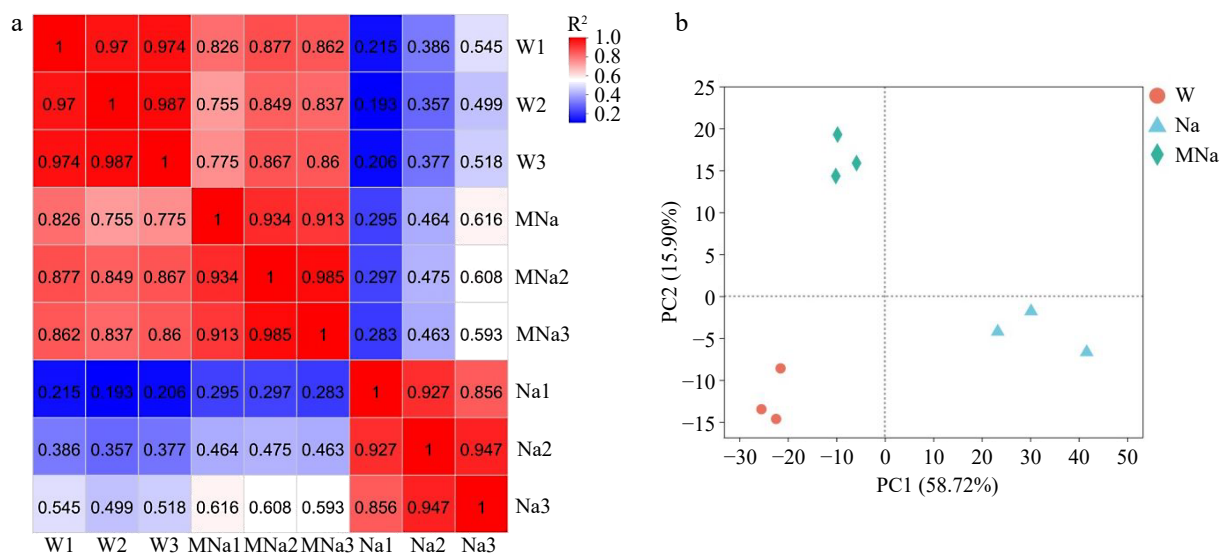 a
R²
1 0.97 0.974 0.826 0.877 0.862 0.215 0.386 0.545 W1
0.97 1 0.987 0.755 0.849 0.837 0.193 0.357 0.499 W2
0.974 0.987 1 0.775 0.867 0.86 0.206 0.377 0.518 W3
0.826 0.755 0.775 1 0.934 0.913 0.295 0.464 0.616 MNa
0.877 0.849 0.867 0.934 1 0.985 0.297 0.475 0.608 MNa2
0.862 0.837 0.86 0.913 0.985 1 0.283 0.463 0.593 MNa3
0.215 0.193 0.206 0.295 0.297 0.283 1 0.927 0.856 Na1
0.386 0.357 0.377 0.464 0.475 0.463 0.927 1 0.947 Na2
0.545 0.499 0.518 0.616 0.608 0.593 0.856 0.947 1 Na3
W1 W2 W3 MNa1 MNa2 MNa3 Na1 Na2 Na3
1.0
0.8
0.6
0.4
0.2
b
W
Na
MNa
PC2 (15.90%)
25
20
15
10
5
0
−5
−10
−15
−30 −20 −10 0 10 20 30 40 50
PC1 (58.72%)